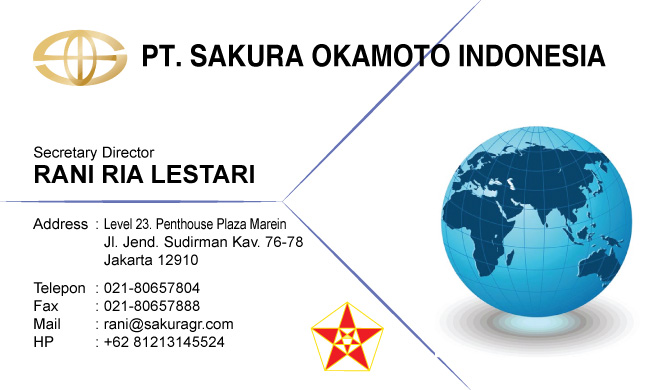 PT. SAKURA OKAMOTO INDONESIA
Secretary Director
RANI RIA LESTARI
Address : Level 23. Penthouse Plaza Marein
Jl. Jend. Sudirman Kav. 76-78
Jakarta 12910
Telepon : 021-80657804
Fax : 021-80657888
Mail : rani@sakuragr.com
HP : +62 81213145524